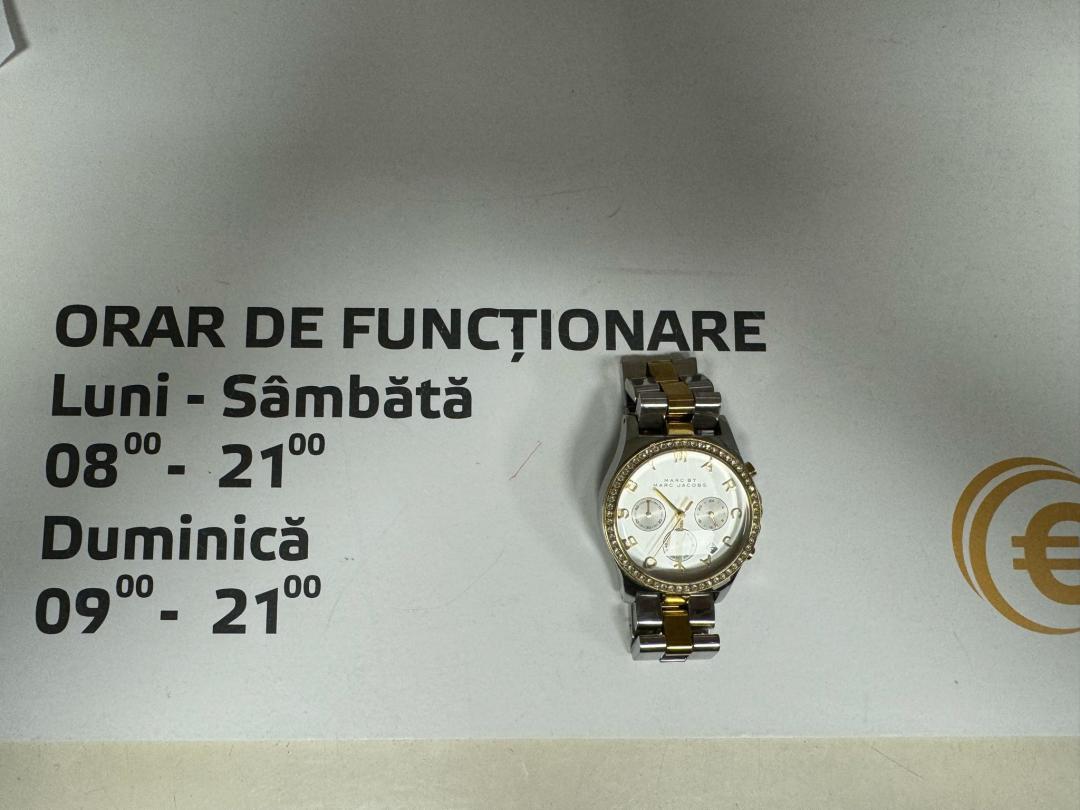 ORAR DE FUNCȚIONARE
Luni - Sâmbătă
08⁰⁰ - 21⁰⁰
Duminică
09⁰⁰ - 21⁰⁰
MARC BY
MARC JACOBS
€